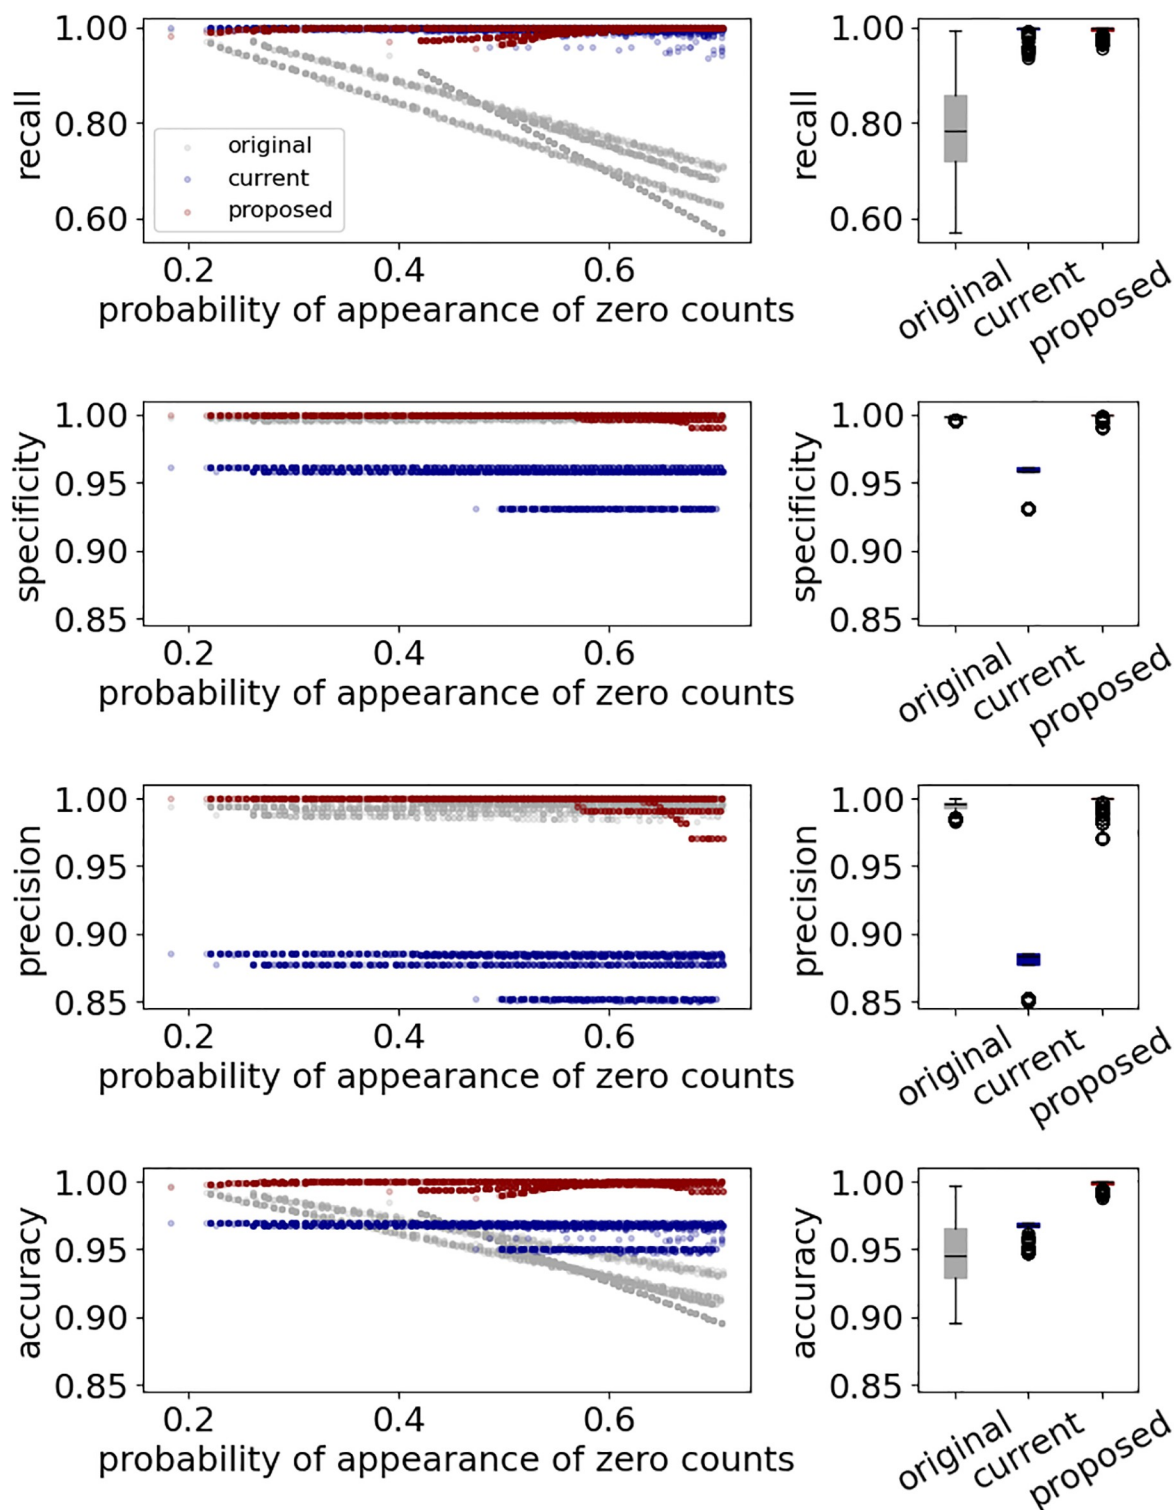 recall
1.00
0.80
0.60
original
current
proposed
0.2 0.4 0.6
probability of appearance of zero counts
recall
1.00
0.80
0.60
original
current
proposed
specificity
1.00
0.95
0.90
0.85
0.2 0.4 0.6
probability of appearance of zero counts
specificity
1.00
0.95
0.90
0.85
original
current
proposed
precision
1.00
0.95
0.90
0.85
0.2 0.4 0.6
probability of appearance of zero counts
precision
1.00
0.95
0.90
0.85
original
current
proposed
accuracy
1.00
0.95
0.90
0.85
0.2 0.4 0.6
probability of appearance of zero counts
accuracy
1.00
0.95
0.90
0.85
original
current
proposed